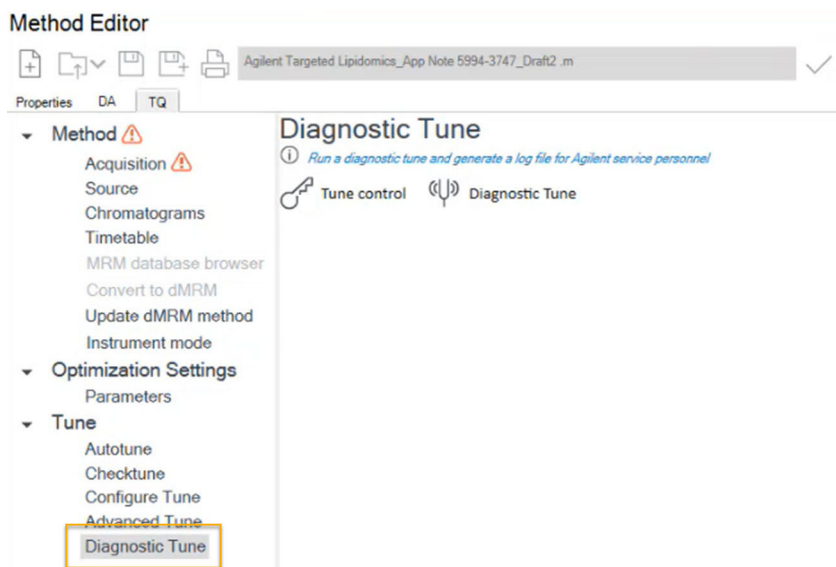 Method Editor
Agilent Targeted Lipidomics_App Note 5994-3747_Draft2 .m
Properties DA TQ
Method
Acquisition
Source
Chromatograms
Timetable
MRM database browser
Convert to dMRM
Update dMRM method
Instrument mode
Optimization Settings
Parameters
Tune
Autotune
Checktune
Configure Tune
Advanced Tune
Diagnostic Tune
Diagnostic Tune
Run a diagnostic tune and generate a log file for Agilent service personnel
Tune control Diagnostic Tune